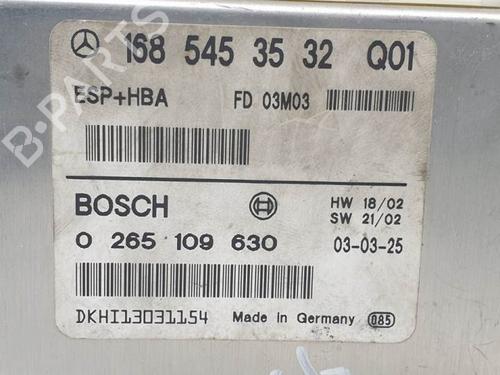 168 545 35 32 Q01
ESP+HBA FD 03M03
BOSCH HW 18/02
SW 21/02
0 265 109 630 03-03-25
DKHI13031154 Made in Germany 085
B-PARTS